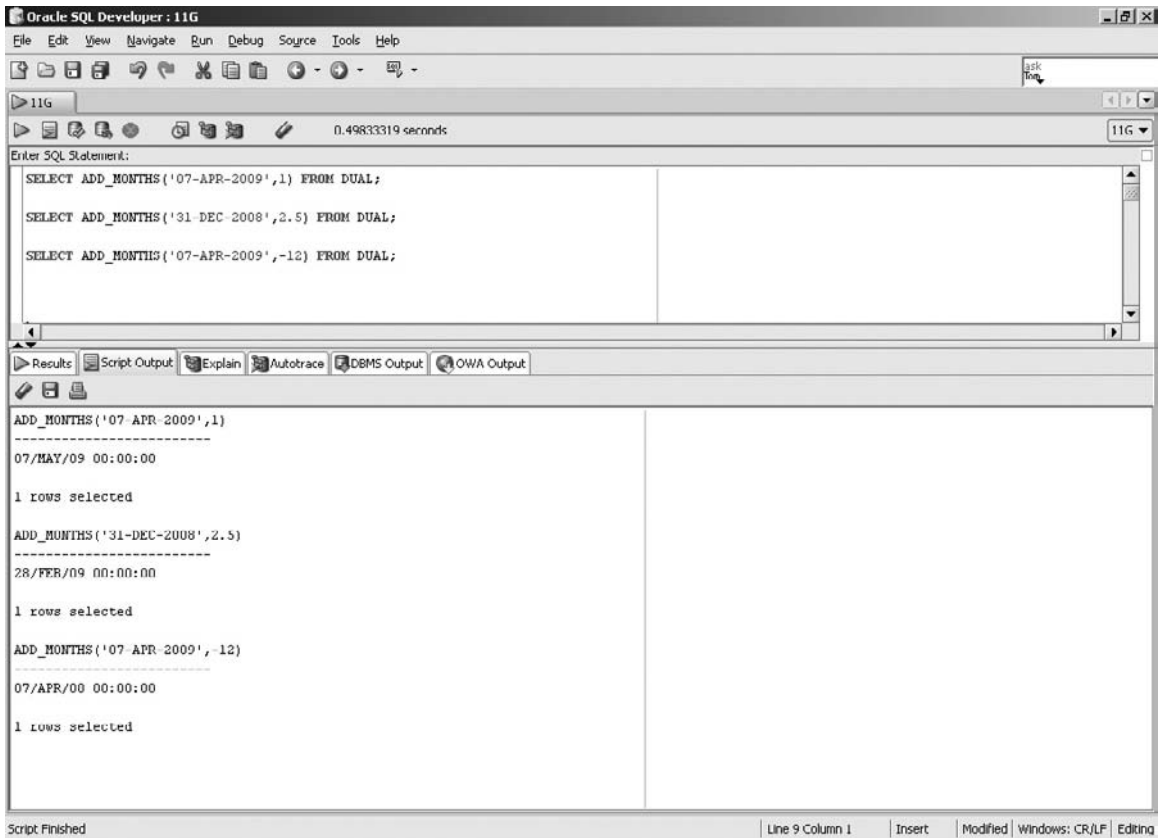 Oracle SQL Developer : 11G
File Edit View Navigate Run Debug Source Tools Help
ask
Tom
11G
0.49833319 seconds
11G
Enter SQL Statement:
SELECT ADD_MONTHS('07-APR-2009',1) FROM DUAL;
SELECT ADD_MONTHS('31-DEC-2008',2.5) FROM DUAL;
SELECT ADD_MONTHS('07-APR-2009',-12) FROM DUAL;
Results Script Output Explain Autotrace DBMS Output OWA Output
ADD_MONTHS('07-APR-2009',1)
-------------------------
07/MAY/09 00:00:00
1 rows selected
ADD_MONTHS('31-DEC-2008',2.5)
-------------------------
28/FEB/09 00:00:00
1 rows selected
ADD_MONTHS('07-APR-2009',-12)
-------------------------
07/APR/00 00:00:00
1 rows selected
Script Finished Line 9 Column 1 Insert Modified Windows: CR/LF Editing